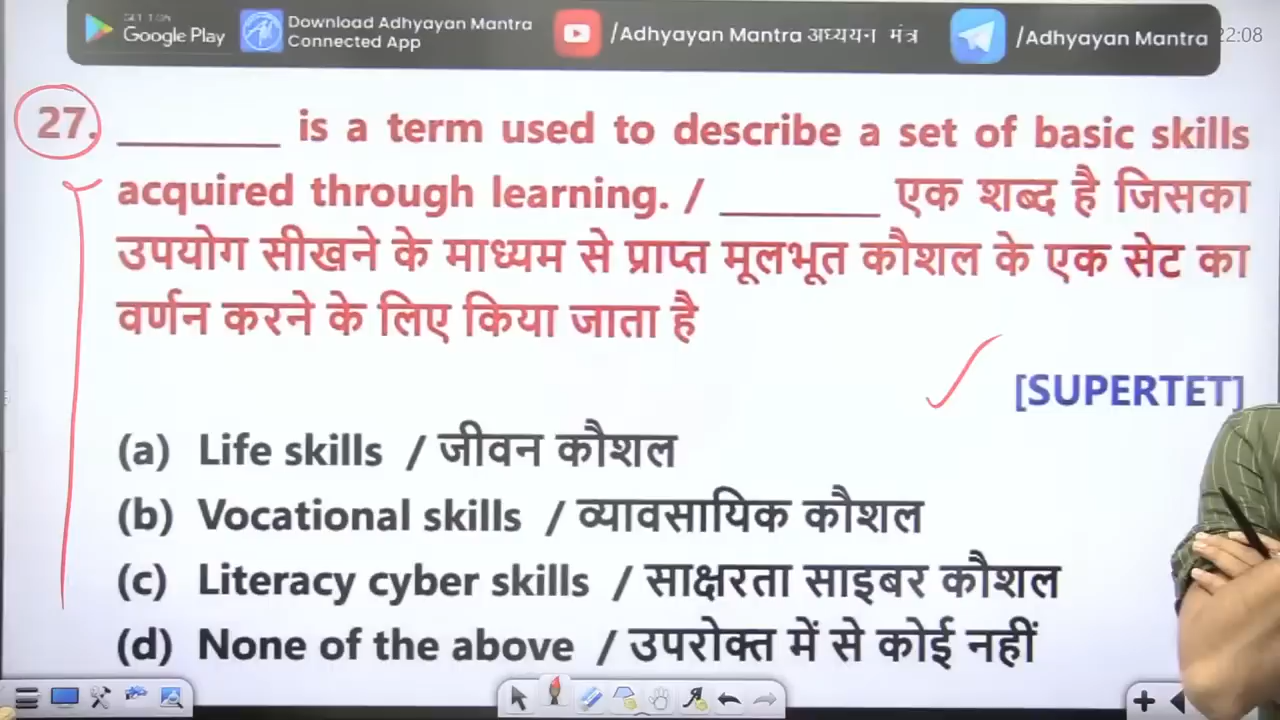 GET IT ON
Google Play
Download Adhyayan Mantra
Connected App
/Adhyayan Mantra अध्ययन मंत्र
/Adhyayan Mantra
22:08
27. ________ is a term used to describe a set of basic skills
acquired through learning. / ________ एक शब्द है जिसका
उपयोग सीखने के माध्यम से प्राप्त मूलभूत कौशल के एक सेट का
वर्णन करने के लिए किया जाता है
[SUPERTET]
(a) Life skills / जीवन कौशल
(b) Vocational skills / व्यावसायिक कौशल
(c) Literacy cyber skills / साक्षरता साइबर कौशल
(d) None of the above / उपरोक्त में से कोई नहीं